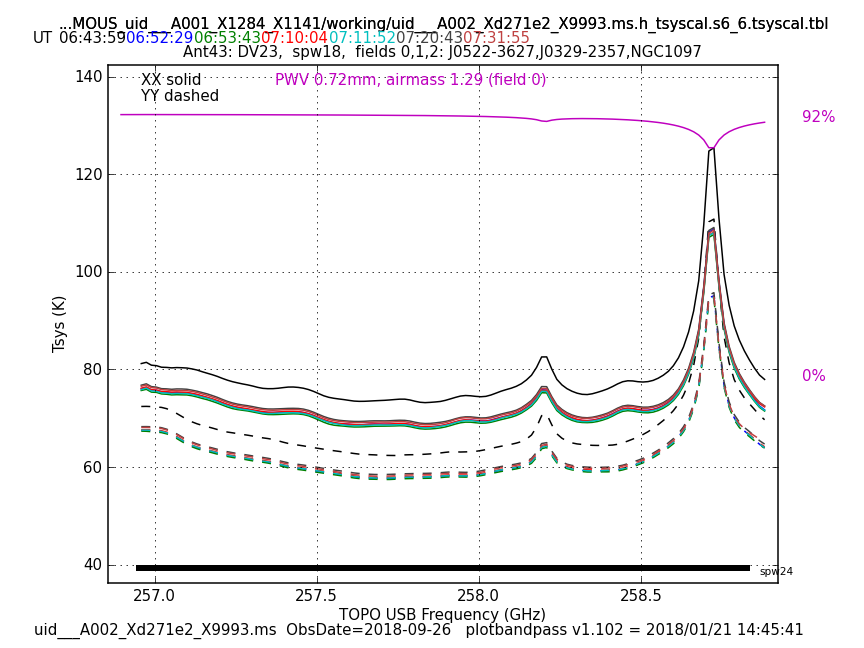 ...MOUS_uid___A001_X1284_X1141/working/uid___A002_Xd271e2_X9993.ms.h_tsyscal.s6_6.tsyscal.tbl
UT 06:43:59 06:52:29 06:53:43 07:10:04 07:11:52 07:20:43 07:31:55
Ant43: DV23, spw18, fields 0,1,2: J0522-3627,J0329-2357,NGC1097
XX solid
YY dashed
PWV 0.72mm, airmass 1.29 (field 0)
92%
0%
140
120
100
80
60
40
Tsys (K)
spw24
257.0 257.5 258.0 258.5
TOPO USB Frequency (GHz)
uid___A002_Xd271e2_X9993.ms ObsDate=2018-09-26 plotbandpass v1.102 = 2018/01/21 14:45:41